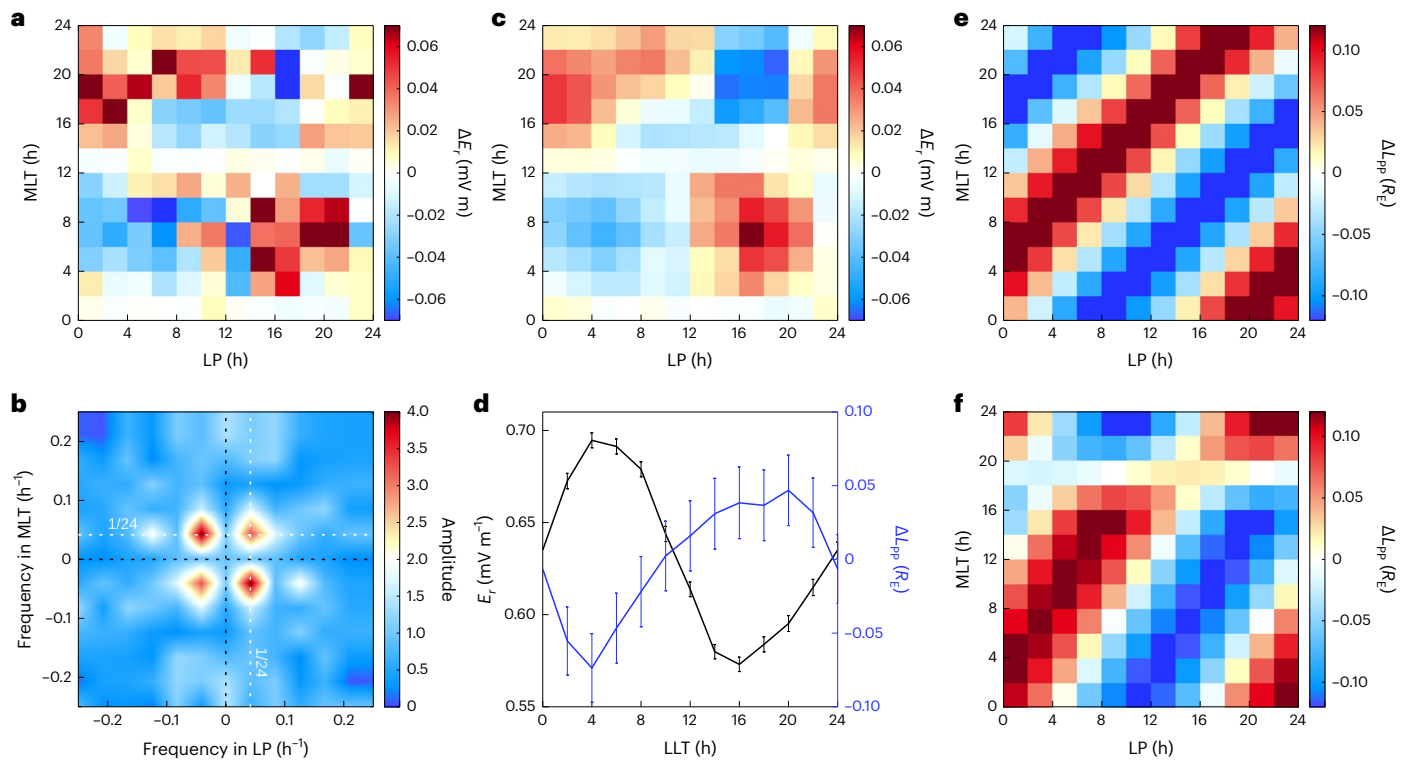 a
24
20
16
12
8
4
0
MLT (h)
0 4 8 12 16 20 24
LP (h)
0.06
0.04
0.02
0
−0.02
−0.04
−0.06
ΔEr (mV m)
c
24
20
16
12
8
4
0
MLT (h)
0 4 8 12 16 20 24
LP (h)
0.06
0.04
0.02
0
−0.02
−0.04
−0.06
ΔEr (mV m)
e
24
20
16
12
8
4
0
MLT (h)
0 4 8 12 16 20 24
LP (h)
0.10
0.05
0
−0.05
−0.10
ΔLPP (RE)
b
0.2
0.1
0
−0.1
−0.2
Frequency in MLT (h−1)
1/24
1/24
−0.2 −0.1 0 0.1 0.2
Frequency in LP (h−1)
4.0
3.5
3.0
2.5
2.0
1.5
1.0
0.5
0
Amplitude
d
0.70
0.65
0.60
0.55
Er (mV m−1)
0 4 8 12 16 20 24
LLT (h)
0.10
0.05
0
−0.05
−0.10
ΔLPP (RE)
f
24
20
16
12
8
4
0
MLT (h)
0 4 8 12 16 20 24
LP (h)
0.10
0.05
0
−0.05
−0.10
ΔLPP (RE)